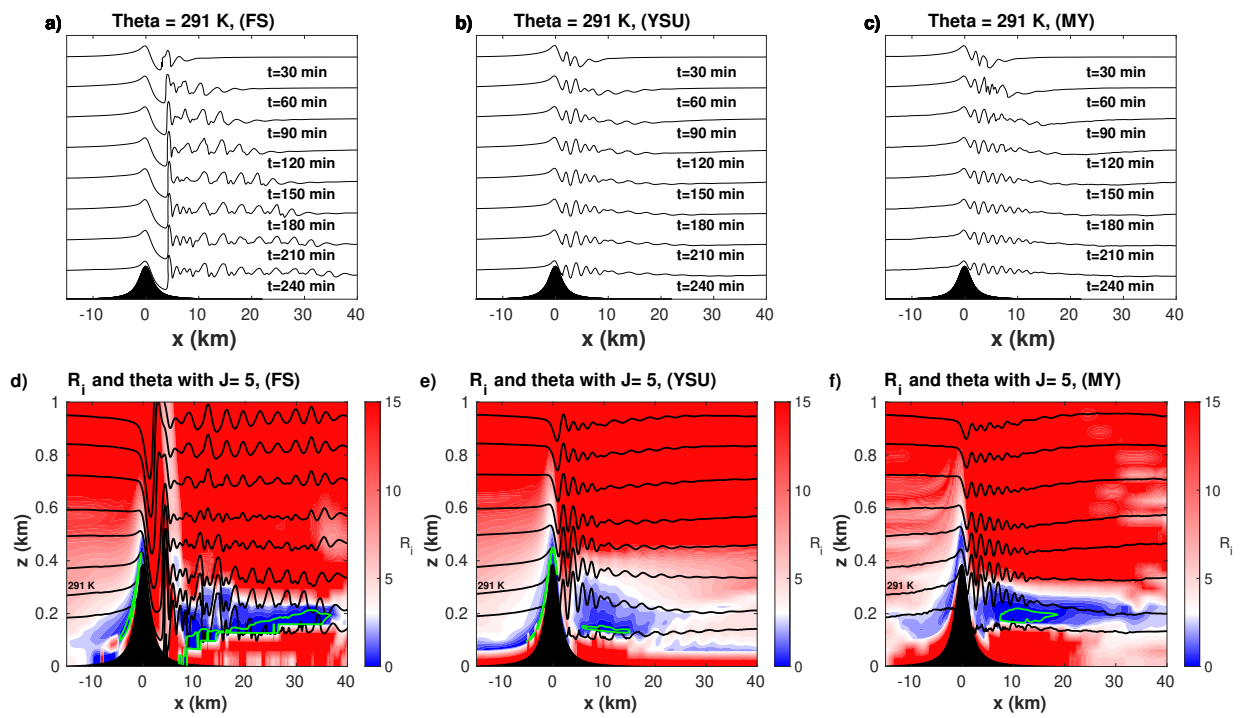 a) Theta = 291 K, (FS)
t=30 min
t=60 min
t=90 min
t=120 min
t=150 min
t=180 min
t=210 min
t=240 min
-10 0 10 20 30 40
x (km)
b) Theta = 291 K, (YSU)
t=30 min
t=60 min
t=90 min
t=120 min
t=150 min
t=180 min
t=210 min
t=240 min
-10 0 10 20 30 40
x (km)
c) Theta = 291 K, (MY)
t=30 min
t=60 min
t=90 min
t=120 min
t=150 min
t=180 min
t=210 min
t=240 min
-10 0 10 20 30 40
x (km)
d) R_i and theta with J= 5, (FS)
1
0.8
0.6
0.4
0.2
0
z (km)
291 K
-10 0 10 20 30 40
x (km)
15
10
5
0
R_i
e) R_i and theta with J= 5, (YSU)
1
0.8
0.6
0.4
0.2
0
z (km)
291 K
-10 0 10 20 30 40
x (km)
15
10
5
0
R_i
f) R_i and theta with J= 5, (MY)
1
0.8
0.6
0.4
0.2
0
z (km)
291 K
-10 0 10 20 30 40
x (km)
15
10
5
0
R_i